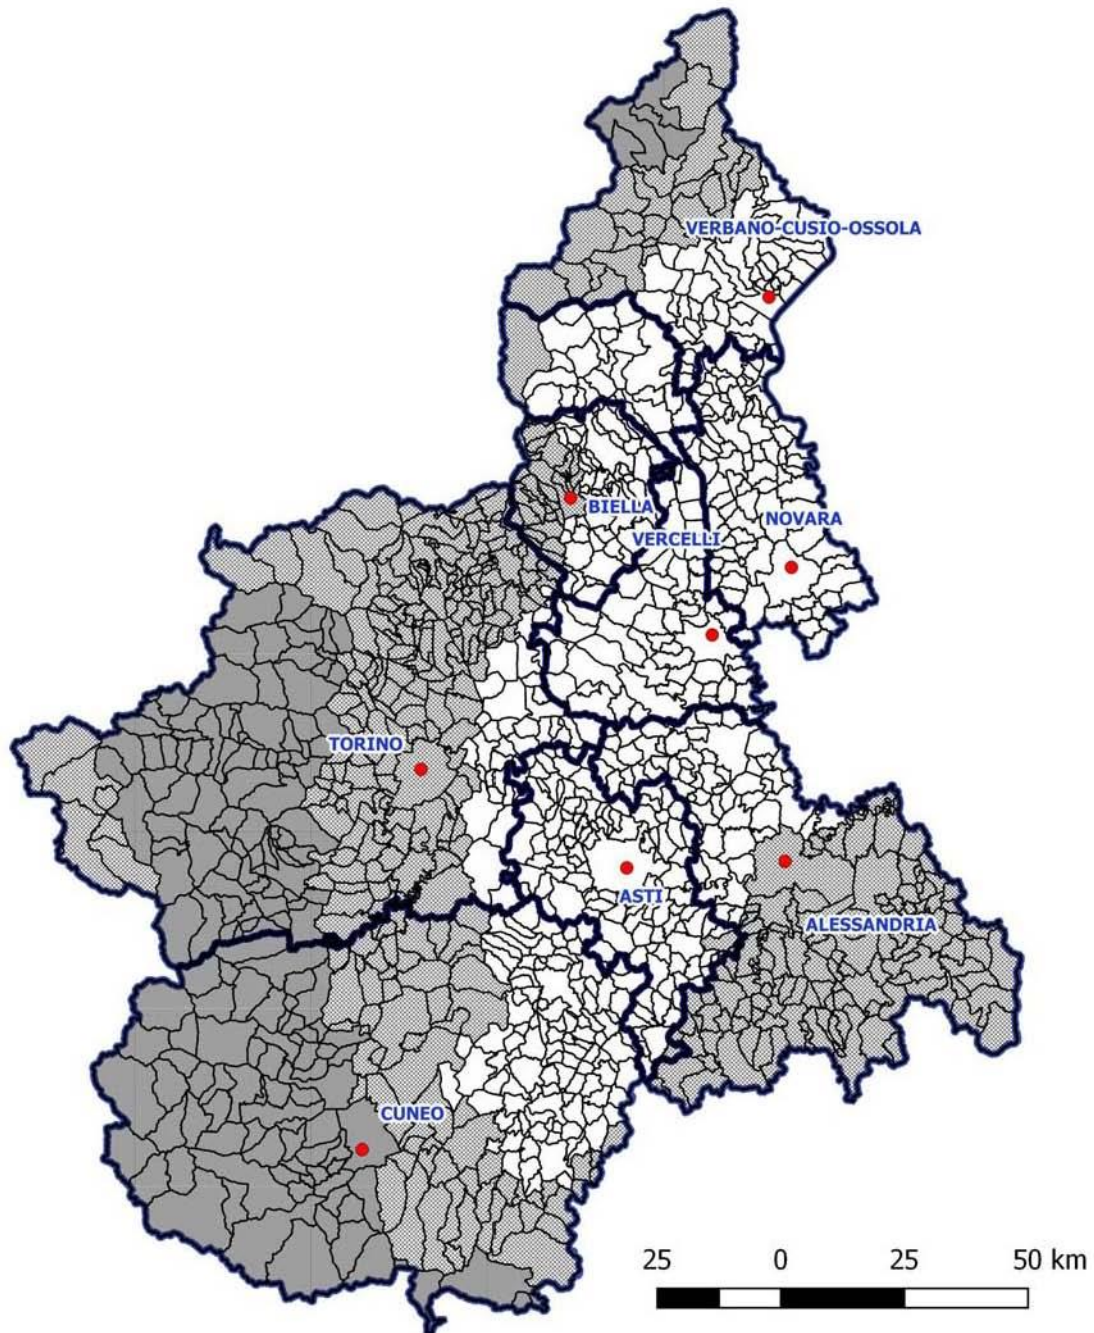 VERBANO-CUSIO-OSSOLA
BIELLA
NOVARA
VERCELLI
TORINO
ASTI
ALESSANDRIA
CUNEO
25 0 25 50 km